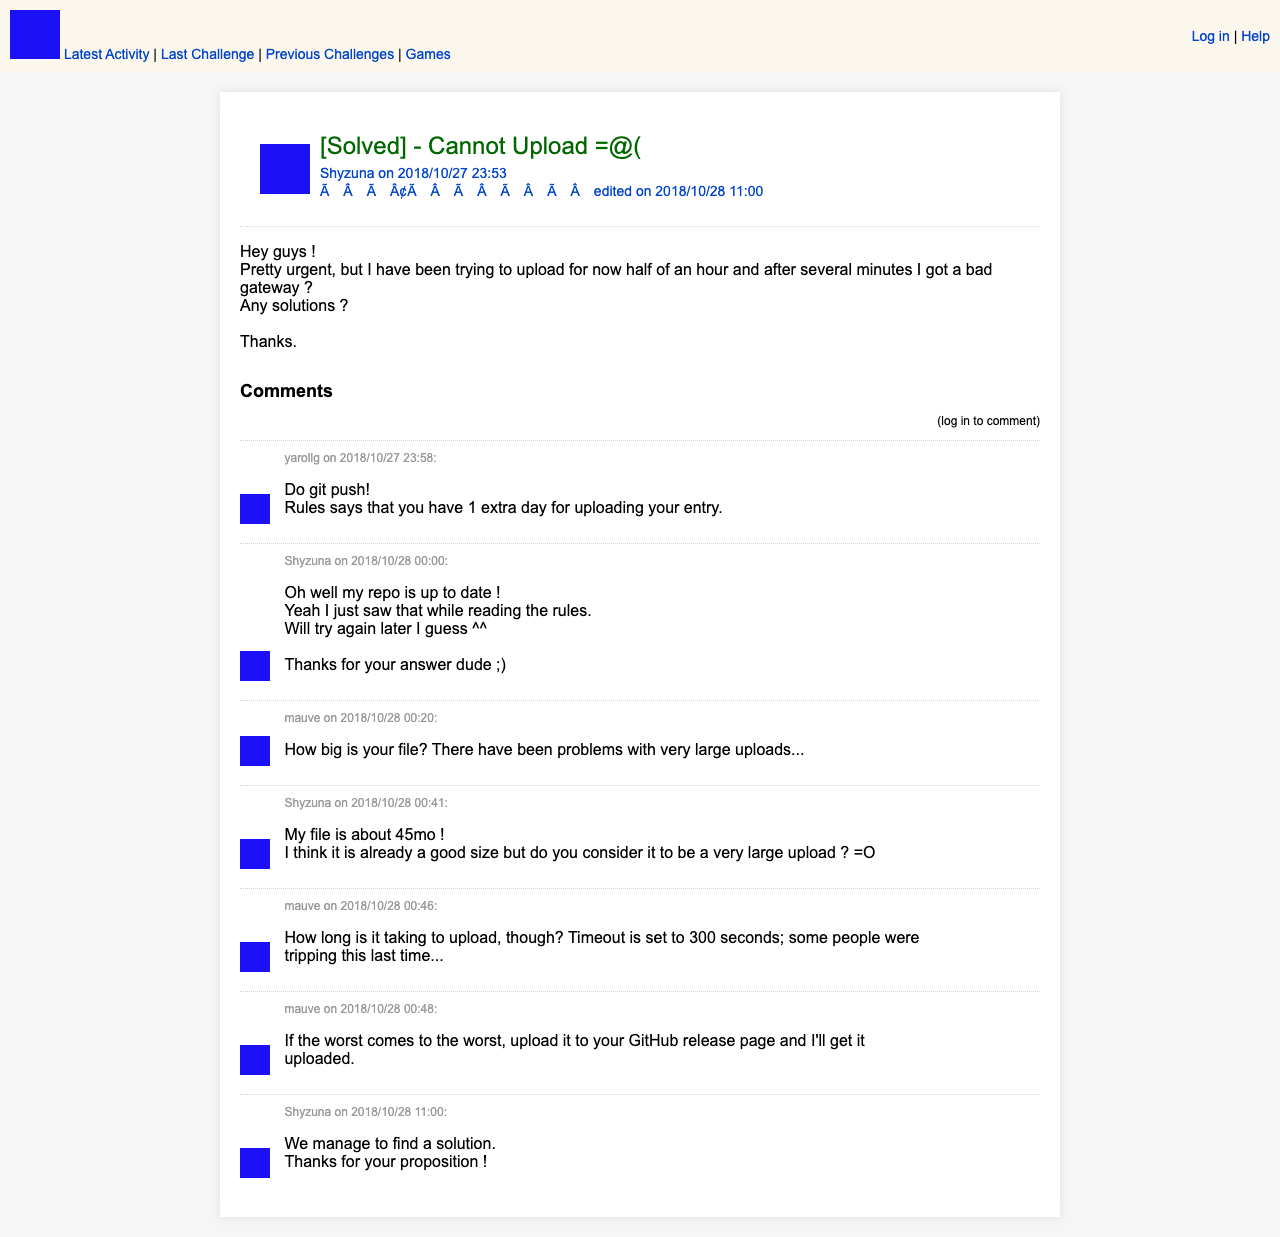 Latest Activity | Last Challenge | Previous Challenges | Games
Log in | Help
[Solved] - Cannot Upload =@(
Shyzuna on 2018/10/27 23:53
Ã Â Ã Â¢Ã Â Ã Â Ã Â Ã Â edited on 2018/10/28 11:00
Hey guys !
Pretty urgent, but I have been trying to upload for now half of an hour and after several minutes I got a bad
gateway ?
Any solutions ?
Thanks.
Comments
(log in to comment)
yarollg on 2018/10/27 23:58:
Do git push!
Rules says that you have 1 extra day for uploading your entry.
Shyzuna on 2018/10/28 00:00:
Oh well my repo is up to date !
Yeah I just saw that while reading the rules.
Will try again later I guess ^^
Thanks for your answer dude ;)
mauve on 2018/10/28 00:20:
How big is your file? There have been problems with very large uploads...
Shyzuna on 2018/10/28 00:41:
My file is about 45mo !
I think it is already a good size but do you consider it to be a very large upload ? =O
mauve on 2018/10/28 00:46:
How long is it taking to upload, though? Timeout is set to 300 seconds; some people were
tripping this last time...
mauve on 2018/10/28 00:48:
If the worst comes to the worst, upload it to your GitHub release page and I'll get it
uploaded.
Shyzuna on 2018/10/28 11:00:
We manage to find a solution.
Thanks for your proposition !